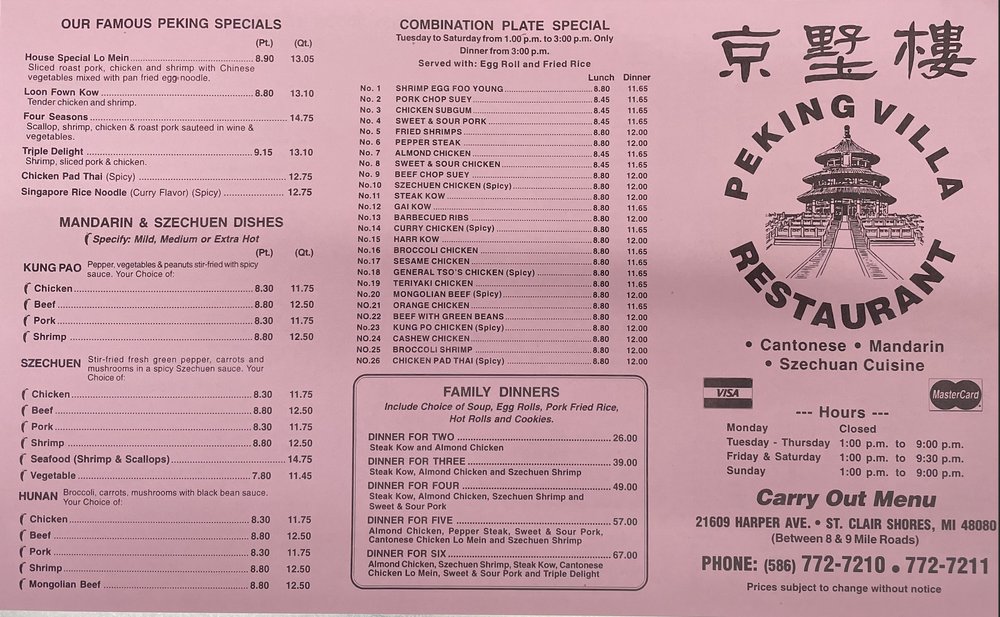 OUR FAMOUS PEKING SPECIALS
(Pt.) (Qt.)
House Special Lo Mein 8.90 13.05
Sliced roast pork, chicken and shrimp with Chinese
vegetables mixed with pan fried egg noodle.
Loon Fown Kow 8.80 13.10
Tender chicken and shrimp.
Four Seasons 14.75
Scallop, shrimp, chicken & roast pork sauteed in wine &
vegetables.
Triple Delight 9.15 13.10
Shrimp, sliced pork & chicken.
Chicken Pad Thai (Spicy) 12.75
Singapore Rice Noodle (Curry Flavor) (Spicy) 12.75
MANDARIN & SZECHUEN DISHES
Specify: Mild, Medium or Extra Hot
(Pt.) (Qt.)
KUNG PAO Pepper, vegetables & peanuts stir-fried with spicy
sauce. Your Choice of:
Chicken 8.30 11.75
Beef 8.80 12.50
Pork 8.30 11.75
Shrimp 8.80 12.50
SZECHUEN Stir-fried fresh green pepper, carrots and
mushrooms in a spicy Szechuen sauce. Your
Choice of:
Chicken 8.30 11.75
Beef 8.80 12.50
Pork 8.30 11.75
Shrimp 8.80 12.50
Seafood (Shrimp & Scallops) 14.75
Vegetable 7.80 11.45
HUNAN Broccoli, carrots, mushrooms with black bean sauce.
Your Choice of:
Chicken 8.30 11.75
Beef 8.80 12.50
Pork 8.30 11.75
Shrimp 8.80 12.50
Mongolian Beef 8.80 12.50
COMBINATION PLATE SPECIAL
Tuesday to Saturday from 1.00 p.m. to 3:00 p.m. Only
Dinner from 3:00 p.m.
Served with: Egg Roll and Fried Rice
Lunch Dinner
No. 1 SHRIMP EGG FOO YOUNG 8.80 11.65
No. 2 PORK CHOP SUEY 8.45 11.65
No. 3 CHICKEN SUBGUM 8.45 11.65
No. 4 SWEET & SOUR PORK 8.45 11.65
No. 5 FRIED SHRIMPS 8.80 12.00
No. 6 PEPPER STEAK 8.80 12.00
No. 7 ALMOND CHICKEN 8.45 11.65
No. 8 SWEET & SOUR CHICKEN 8.45 11.65
No. 9 BEEF CHOP SUEY 8.80 12.00
No.10 SZECHUEN CHICKEN (Spicy) 8.80 12.00
No.11 STEAK KOW 8.80 12.00
No.12 GAI KOW 8.80 12.00
No.13 BARBECUED RIBS 8.80 12.00
No.14 CURRY CHICKEN (Spicy) 8.80 11.65
No.15 HARR KOW 8.80 12.00
No.16 BROCCOLI CHICKEN 8.80 11.65
No.17 SESAME CHICKEN 8.80 11.65
No.18 GENERAL TSO'S CHICKEN (Spicy) 8.80 11.65
No.19 TERIYAKI CHICKEN 8.80 11.65
No.20 MONGOLIAN BEEF (Spicy) 8.80 12.00
NO.21 ORANGE CHICKEN 8.80 11.65
NO.22 BEEF WITH GREEN BEANS 8.80 12.00
No.23 KUNG PO CHICKEN (Spicy) 8.80 12.00
NO.24 CASHEW CHICKEN 8.80 12.00
NO.25 BROCCOLI SHRIMP 8.80 12.00
NO.26 CHICKEN PAD THAI (Spicy) 8.80 12.00
FAMILY DINNERS
Include Choice of Soup, Egg Rolls, Pork Fried Rice,
Hot Rolls and Cookies.
DINNER FOR TWO 26.00
Steak Kow and Almond Chicken
DINNER FOR THREE 39.00
Steak Kow, Almond Chicken and Szechuen Shrimp
DINNER FOR FOUR 49.00
Steak Kow, Almond Chicken, Szechuen Shrimp and
Sweet & Sour Pork
DINNER FOR FIVE 57.00
Almond Chicken, Pepper Steak, Sweet & Sour Pork,
Cantonese Chicken Lo Mein and Szechuen Shrimp
DINNER FOR SIX 67.00
Almond Chicken, Szechuen Shrimp, Steak Kow, Cantonese
Chicken Lo Mein, Sweet & Sour Pork and Triple Delight
京墅樓
PEKING VILLA
RESTAURANT
• Cantonese • Mandarin
• Szechuan Cuisine
VISA
MasterCard
--- Hours ---
Monday Closed
Tuesday - Thursday 1:00 p.m. to 9:00 p.m.
Friday & Saturday 1:00 p.m. to 9:30 p.m.
Sunday 1:00 p.m. to 9:00 p.m.
Carry Out Menu
21609 HARPER AVE. • ST. CLAIR SHORES, MI 48080
(Between 8 & 9 Mile Roads)
PHONE: (586) 772-7210 • 772-7211
Prices subject to change without notice